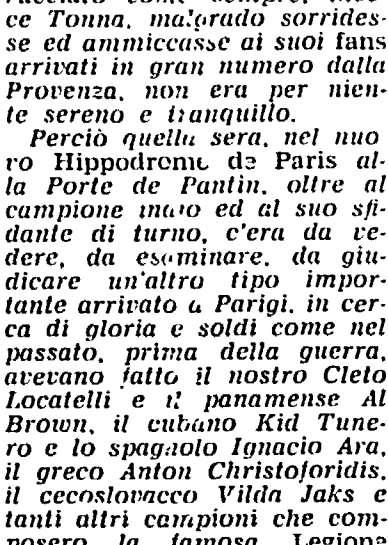 ce Tonna, malgrado sorrides-
se ed ammiccasse ai suoi fans
arrivati in gran numero dalla
Provenza, non era per nien-
te sereno e tranquillo.
Perciò quella sera, nel nuo
vo Hippodrome de Paris al-
la Porte de Pantin, oltre al
campione mato ed al suo sfi-
dante di turno, c'era da ve-
dere, da esaminare, da giu-
dicare un'altro tipo impor-
tante arrivato a Parigi, in cer-
ca di gloria e soldi come nel
passato, prima della guerra,
avevano fatto il nostro Cleto
Locatelli e il panamense Al
Brown, il cubano Kid Tune-
ro e lo spagnolo Ignacio Ara,
il greco Anton Christoforidis,
il cecoslovacco Vilda Jaks e
tanti altri campioni che com-
posero la famosa Legione